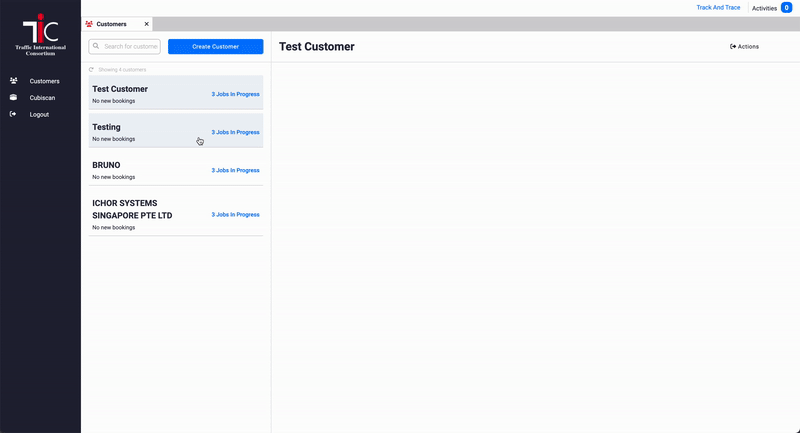 Track And Trace
Activities
0
TiC
Traffic International
Consortium
Customers
Cubiscan
Logout
Customers
Search for custome
Create Customer
Showing 4 customers
Test Customer
No new bookings
3 Jobs In Progress
Testing
No new bookings
3 Jobs In Progress
BRUNO
No new bookings
3 Jobs In Progress
ICHOR SYSTEMS
SINGAPORE PTE LTD
No new bookings
3 Jobs In Progress
Test Customer
Actions